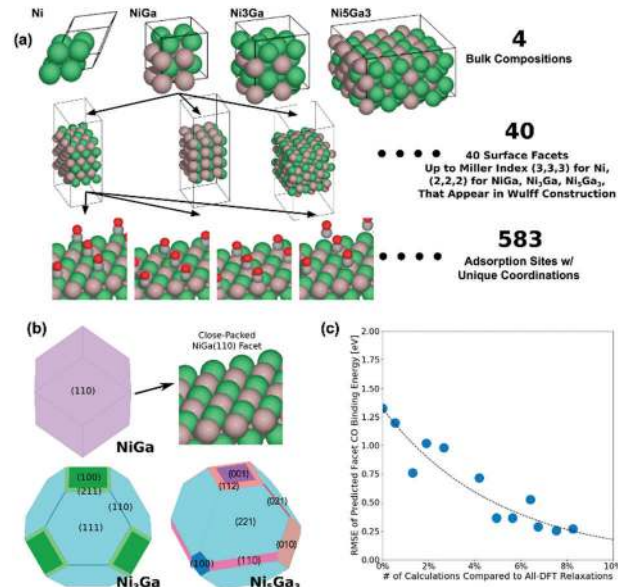 (a)
Ni
NiGa
Ni3Ga
Ni5Ga3
4
Bulk Compositions
40
40 Surface Facets
Up to Miller Index (3,3,3) for Ni,
(2,2,2) for NiGa, Ni₃Ga, Ni₅Ga₃,
That Appear in Wulff Construction
583
Adsorption Sites w/
Unique Coordinations
(b)
(110)
NiGa
Close-Packed
NiGa(110) Facet
(100)
(211)
(110)
(111)
Ni₃Ga
(001)
(112)
(021)
(221)
(010)
(110)
(100)
Ni₅Ga₃
(c)
RMSE of Predicted Facet CO Binding Energy [eV]
2.00
1.75
1.50
1.25
1.00
0.75
0.50
0.25
0.00
0% 2% 4% 6% 8% 10%
# of Calculations Compared to All-DFT Relaxations